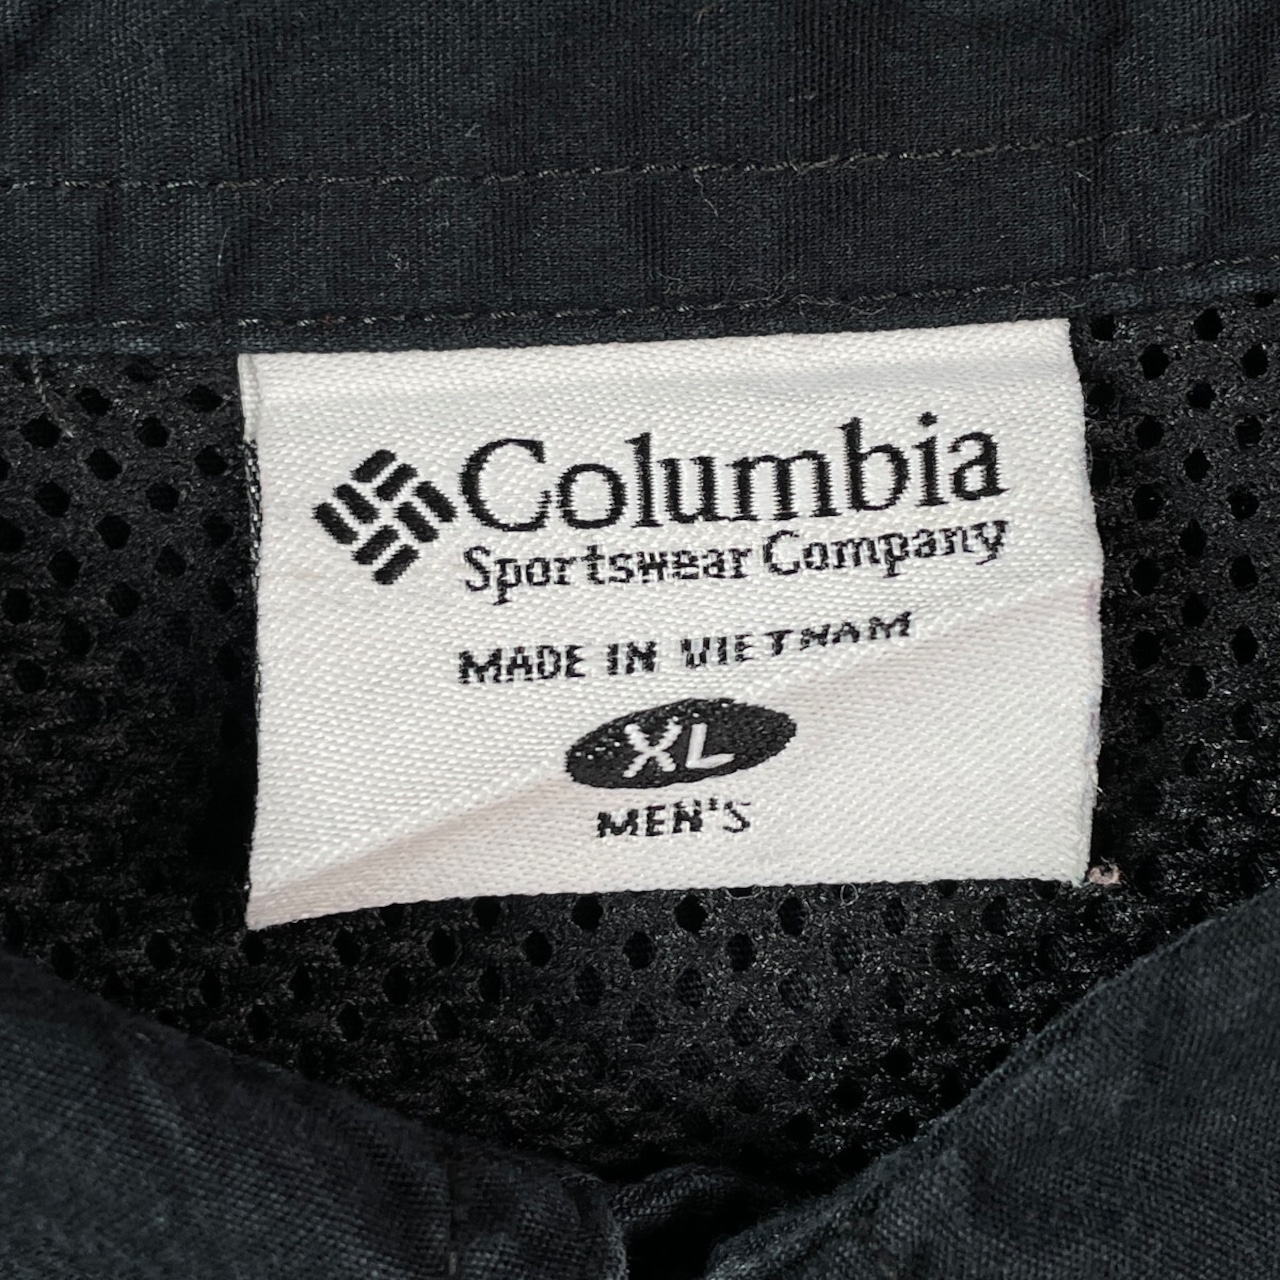 Columbia
Sportswear Company
MADE IN VIETNAM
XL
MEN'S